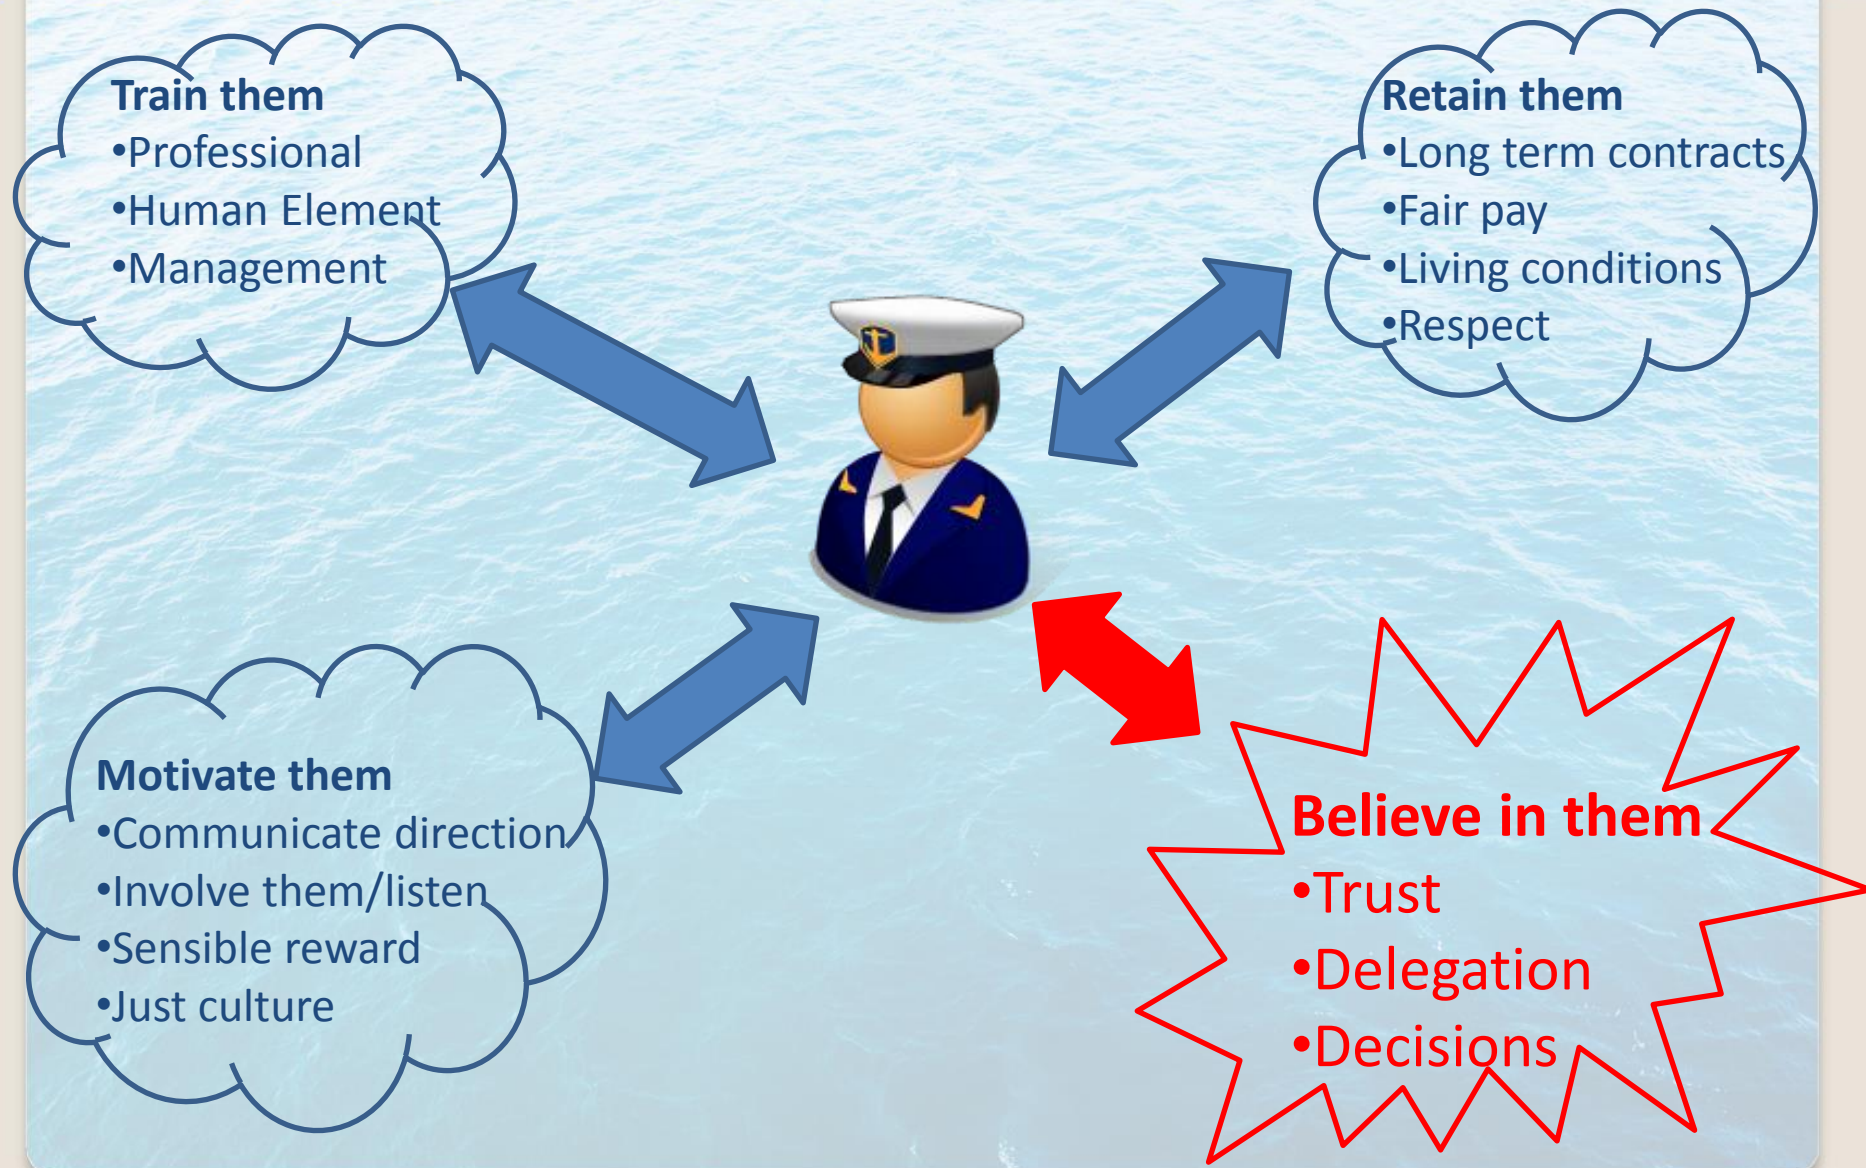 Train them
•Professional
•Human Element
•Management
Retain them
•Long term contracts
•Fair pay
•Living conditions
•Respect
Motivate them
•Communicate direction
•Involve them/listen
•Sensible reward
•Just culture
Believe in them
•Trust
•Delegation
•Decisions